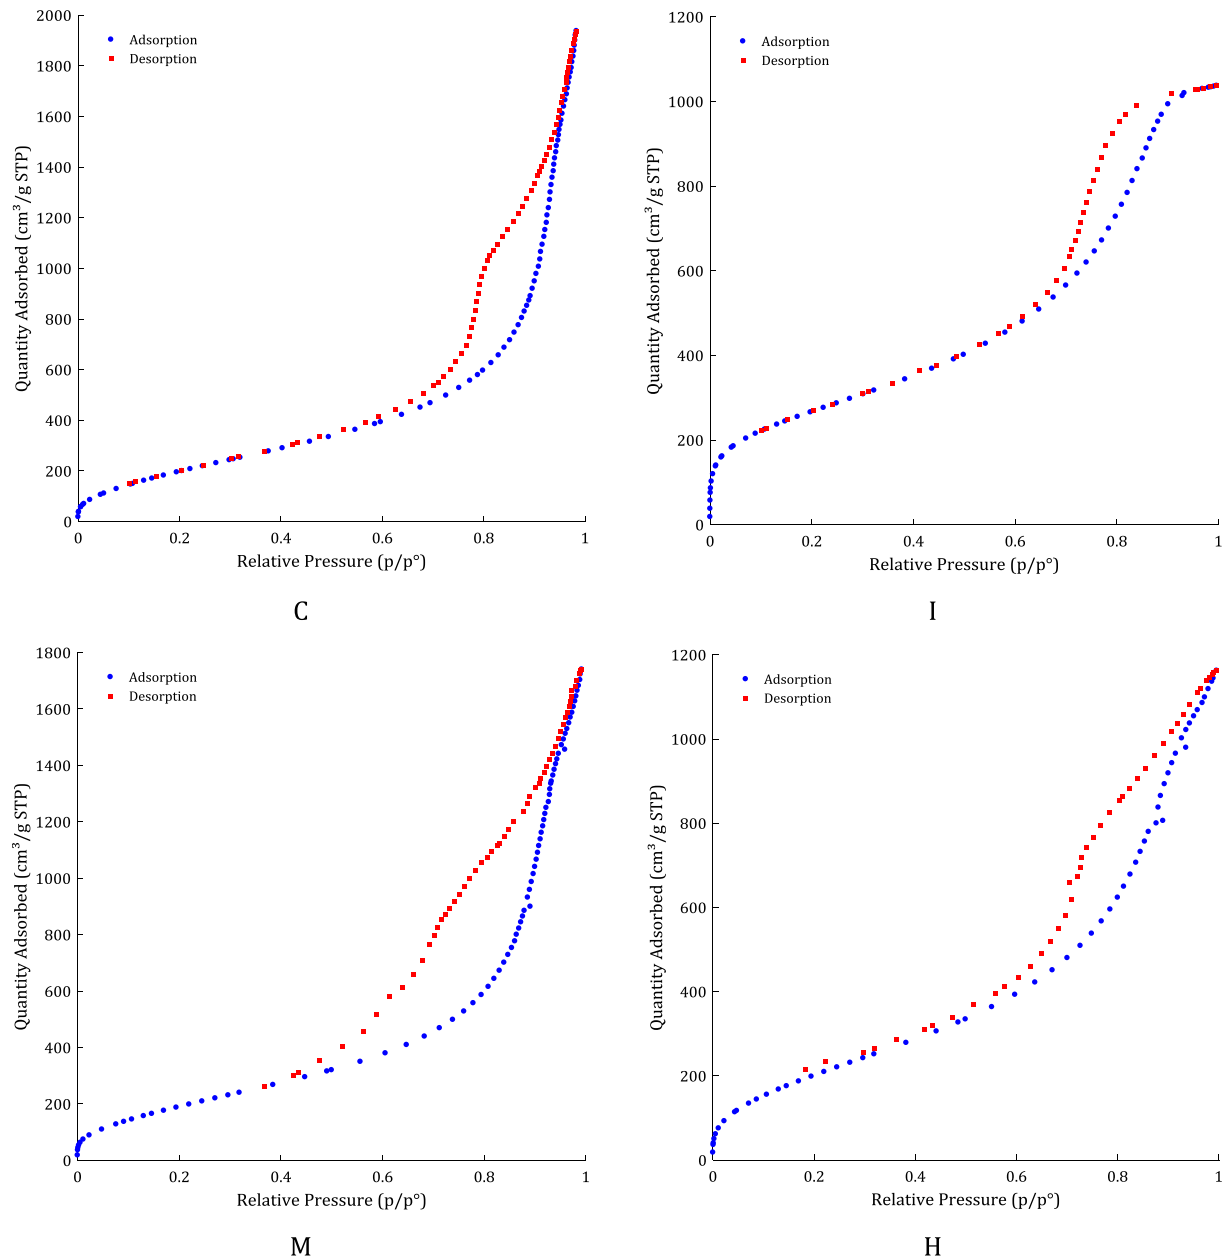 2000
1800
1600
1400
1200
1000
800
600
400
200
0
Quantity Adsorbed (cm³/g STP)
Adsorption
Desorption
0 0.2 0.4 0.6 0.8 1
Relative Pressure (p/p°)
C
1200
1000
800
600
400
200
0
Quantity Adsorbed (cm³/g STP)
Adsorption
Desorption
0 0.2 0.4 0.6 0.8 1
Relative Pressure (p/p°)
I
1800
1600
1400
1200
1000
800
600
400
200
0
Quantity Adsorbed (cm³/g STP)
Adsorption
Desorption
0 0.2 0.4 0.6 0.8 1
Relative Pressure (p/p°)
M
1200
1000
800
600
400
200
0
Quantity Adsorbed (cm³/g STP)
Adsorption
Desorption
0.2 0.4 0.6 0.8 1
0
Relative Pressure (p/p°)
H